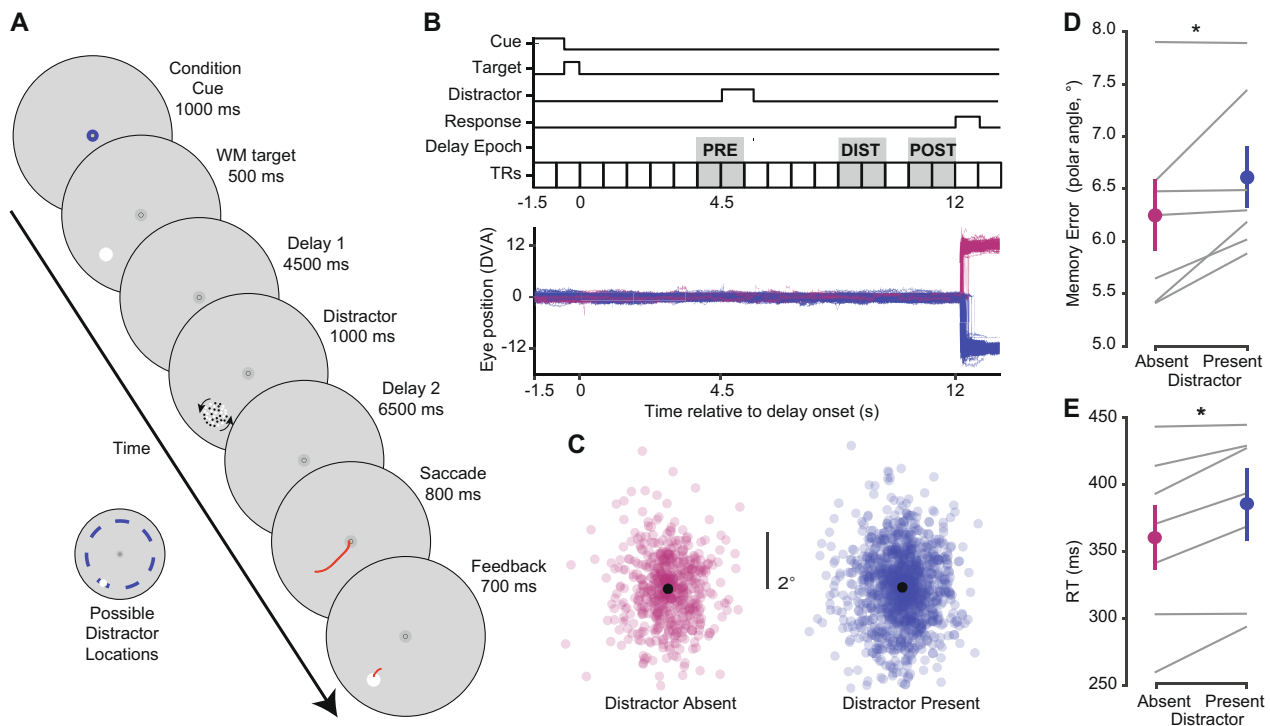 A
Condition
Cue
1000 ms
WM target
500 ms
Delay 1
4500 ms
Distractor
1000 ms
Delay 2
6500 ms
Saccade
800 ms
Feedback
700 ms
Time
Possible
Distractor
Locations
B
Cue
Target
Distractor
Response
Delay Epoch
PRE DIST POST
TRs
-1.5 0 4.5 12
Eye position (DVA)
12
0
-12
-1.5 0 4.5 12
Time relative to delay onset (s)
C
2°
Distractor Absent Distractor Present
D
*
Memory Error (polar angle, °)
8.0
7.5
7.0
6.5
6.0
5.5
5.0
Absent Present
Distractor
E
*
RT (ms)
450
400
350
300
250
Absent Present
Distractor